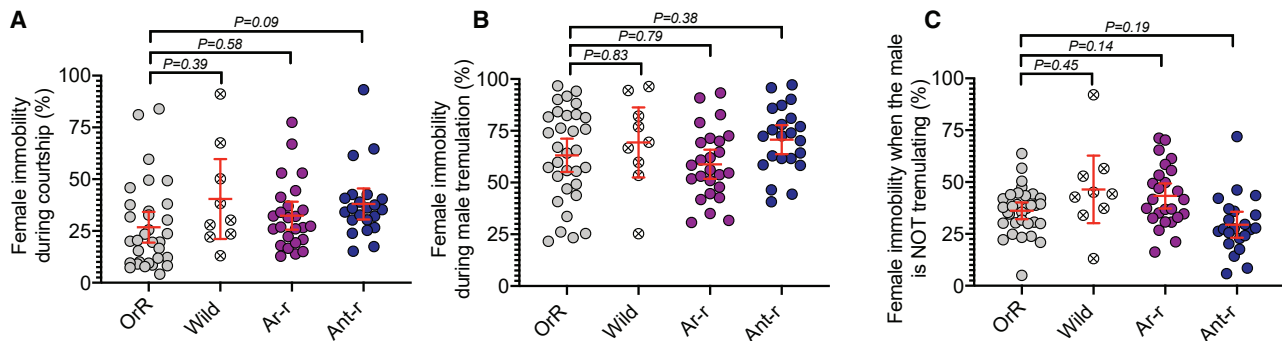 A
P=0.09
P=0.58
P=0.39
Female immobility
during courtship (%)
100
75
50
25
0
OrR
Wild
Ar-r
Ant-r
B
P=0.38
P=0.79
P=0.83
Female immobility
during male tremulation (%)
100
75
50
25
0
OrR
Wild
Ar-r
Ant-r
C
P=0.19
P=0.14
P=0.45
Female immoblity when the male
is NOT tremulating (%)
100
75
50
25
0
OrR
Wild
Ar-r
Ant-r